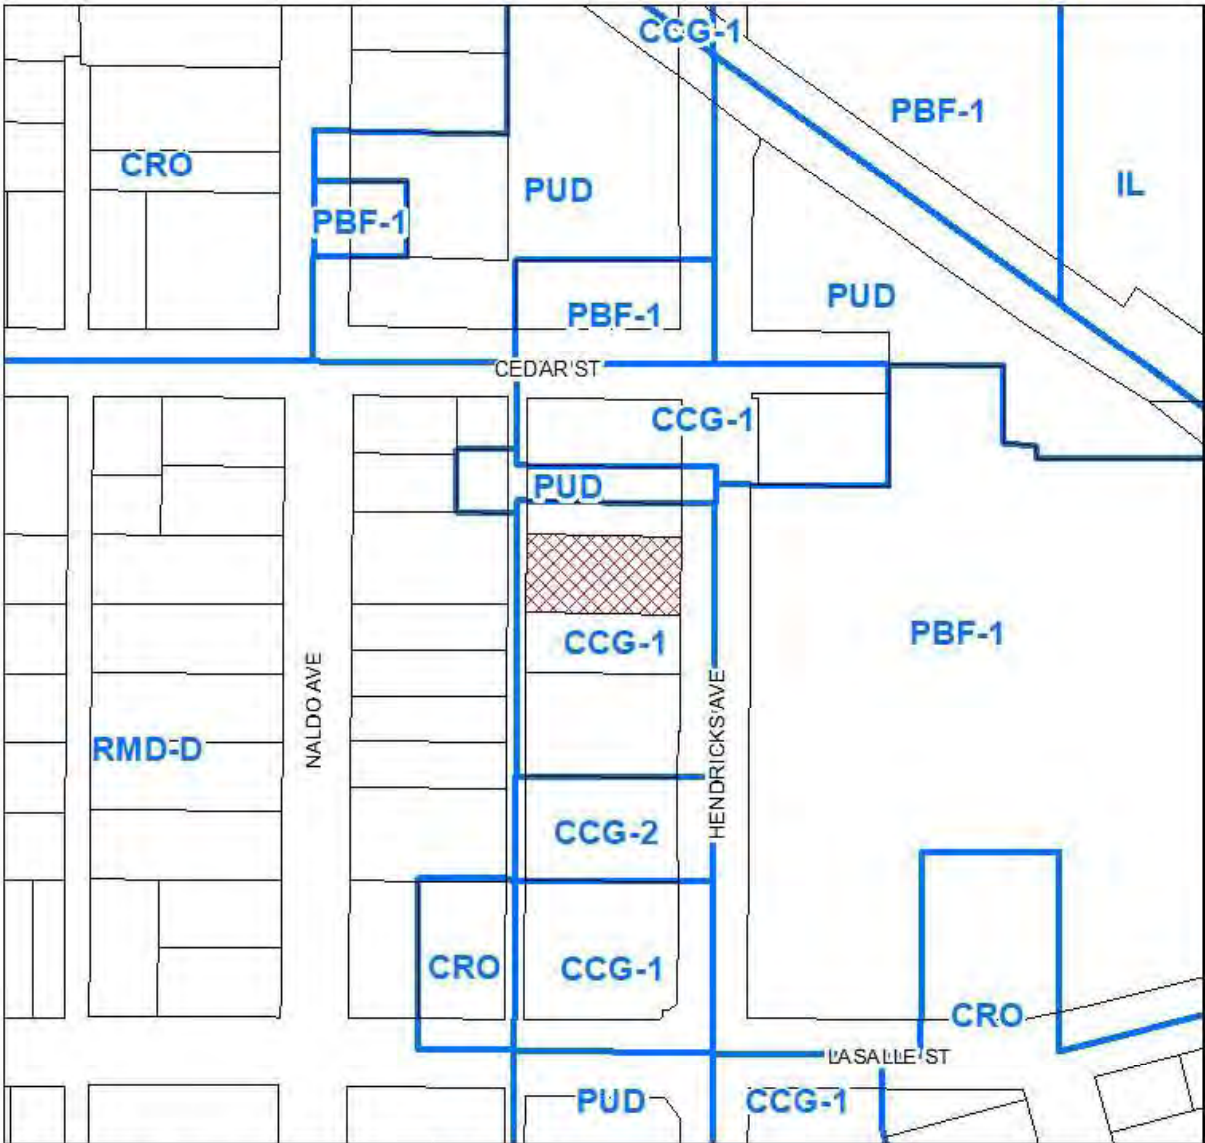 CCG-1
PBF-1
CRO
PUD
IL
PBF-1
PUD
PBF-1
CEDAR ST
CCG-1
PUD
PBF-1
CCG-1
NALDO AVE
HENDRICKS AVE
RMD-D
CCG-2
CRO
CCG-1
CRO
LASALLE ST
PUD
CCG-1